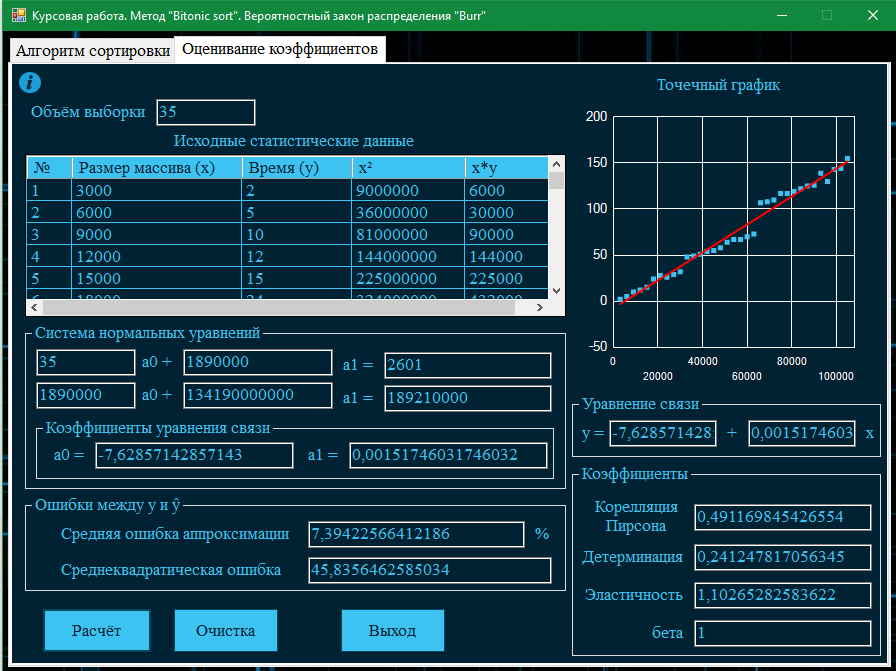 Курсовая работа. Метод "Bitonic sort". Вероятностный закон распределения "Burr"
Алгоритм сортировки Оценивание коэффициентов
i
Объём выборки 35
Исходные статистические данные
№ Размер массива (x) Время (y) x² x*y
1 3000 2 9000000 6000
2 6000 5 36000000 30000
3 9000 10 81000000 90000
4 12000 12 144000000 144000
5 15000 15 225000000 225000
6 18000 24 324000000 432000
Точечный график
200
150
100
50
0
-50
0 40000 80000
20000 60000 100000
Система нормальных уравнений
35 a0 + 1890000 a1 = 2601
1890000 a0 + 134190000000 a1 = 189210000
Коэффициенты уравнения связи
a0 = -7,62857142857143 a1 = 0,00151746031746032
Уравнение связи
y = -7,628571428 + 0,0015174603 x
Ошибки между y и ŷ
Средняя ошибка аппроксимации 7,39422566412186 %
Среднеквадратическая ошибка 45,8356462585034
Коэффициенты
Корелляция
Пирсона 0,491169845426554
Детерминация 0,241247817056345
Эластичность 1,10265282583622
бета 1
Расчёт Очистка Выход